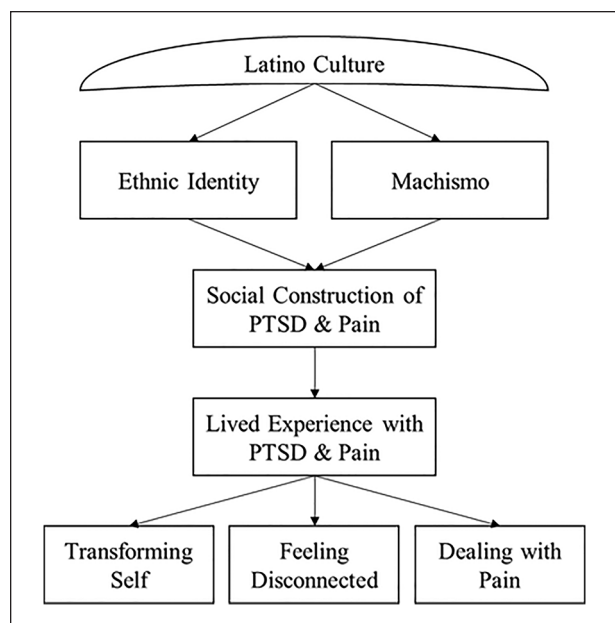 Latino Culture
Ethnic Identity
Machismo
Social Construction of
PTSD & Pain
Lived Experience with
PTSD & Pain
Transforming
Self
Feeling
Disconnected
Dealing with
Pain